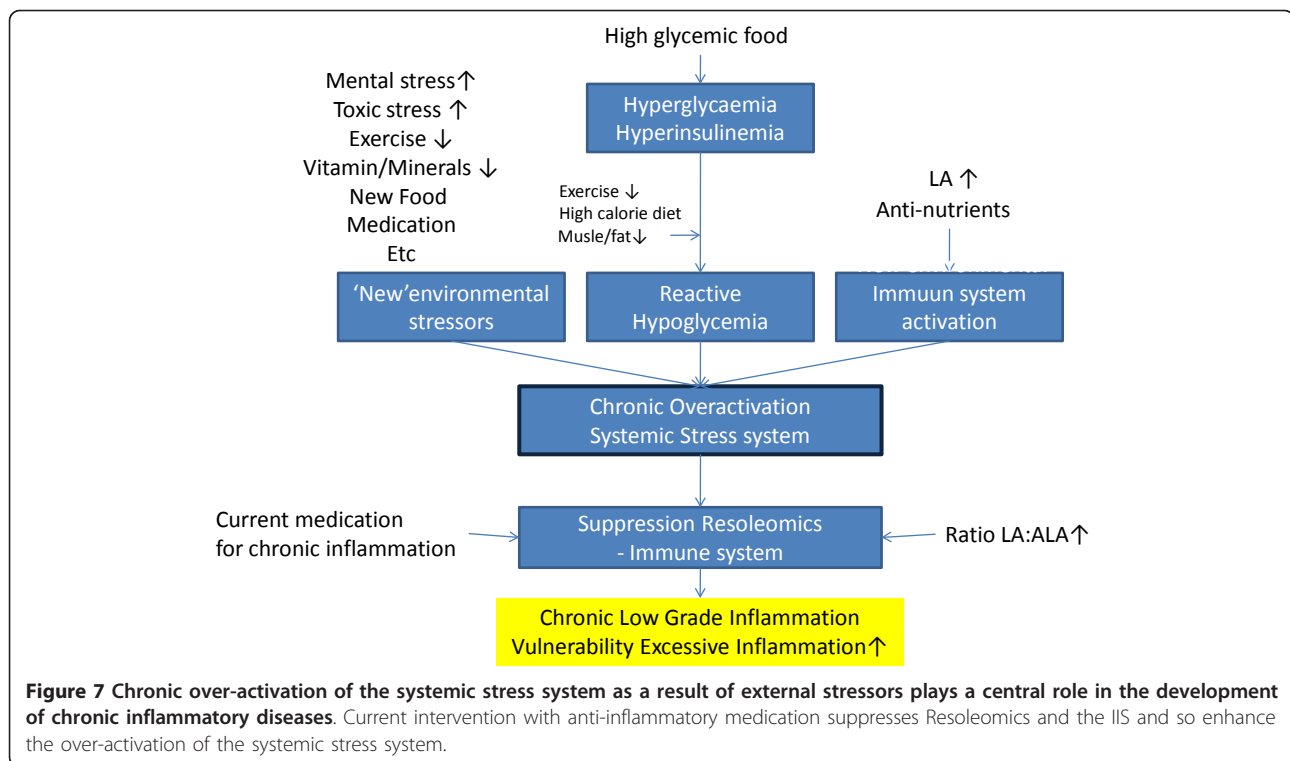 High glycemic food
Mental stress↑
Toxic stress ↑
Exercise ↓
Vitamin/Minerals ↓
New Food
Medication
Etc
Hyperglycaemia
Hyperinsulinemia
Exercise ↓
High calorie diet
Musle/fat↓
LA ↑
Anti-nutrients
‘New’environmental
stressors
Reactive
Hypoglycemia
Immuun system
activation
Chronic Overactivation
Systemic Stress system
Current medication
for chronic inflammation
Suppression Resoleomics
- Immune system
Ratio LA:ALA↑
Chronic Low Grade Inflammation
Vulnerability Excessive Inflammation↑
Figure 7 Chronic over-activation of the systemic stress system as a result of external stressors plays a central role in the development
of chronic inflammatory diseases. Current intervention with anti-inflammatory medication suppresses Resoleomics and the IIS and so enhance
the over-activation of the systemic stress system.